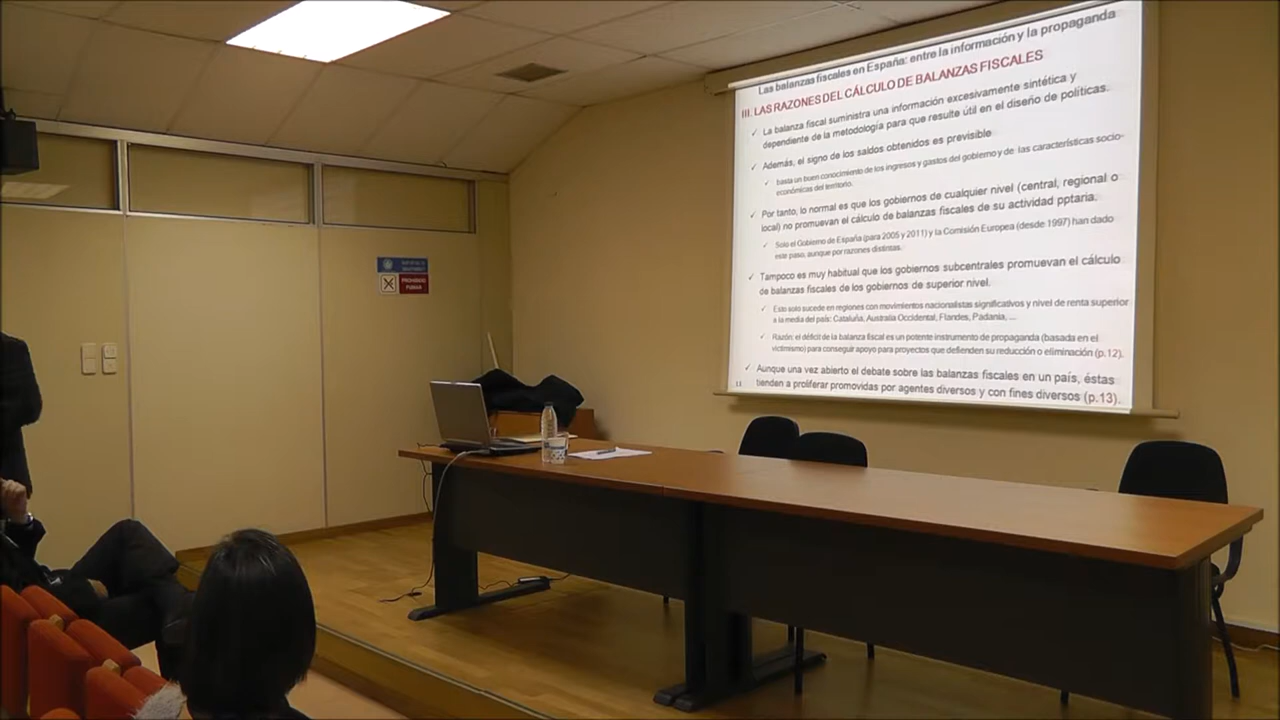 Las balanzas fiscales en España: entre la información y la propaganda
III. LAS RAZONES DEL CÁLCULO DE BALANZAS FISCALES
✓ La balanza fiscal suministra una información excesivamente sintética y
dependiente de la metodología para que resulte útil en el diseño de políticas.
✓ Además, el signo de los saldos obtenidos es previsible
✓ basta un buen conocimiento de los ingresos y gastos del gobierno y de las características socio-
económicas del territorio.
✓ Por tanto, lo normal es que los gobiernos de cualquier nivel (central, regional o
local) no promuevan el cálculo de balanzas fiscales de su actividad pptaria.
✓ Solo el Gobierno de España (para 2005 y 2011) y la Comisión Europea (desde 1997) han dado
este paso, aunque por razones distintas.
✓ Tampoco es muy habitual que los gobiernos subcentrales promuevan el cálculo
de balanzas fiscales de los gobiernos de superior nivel.
✓ Esto solo sucede en regiones con movimientos nacionalistas significativos y nivel de renta superior
a la media del país: Cataluña, Australia Occidental, Flandes, Padania, ...
✓ Razón: el déficit de la balanza fiscal es un potente instrumento de propaganda (basada en el
victimismo) para conseguir apoyo para proyectos que defienden su reducción o eliminación (p.12).
✓ Aunque una vez abierto el debate sobre las balanzas fiscales en un país, éstas
tienden a proliferar promovidas por agentes diversos y con fines diversos (p.13).
PROHIBIDO
FUMAR